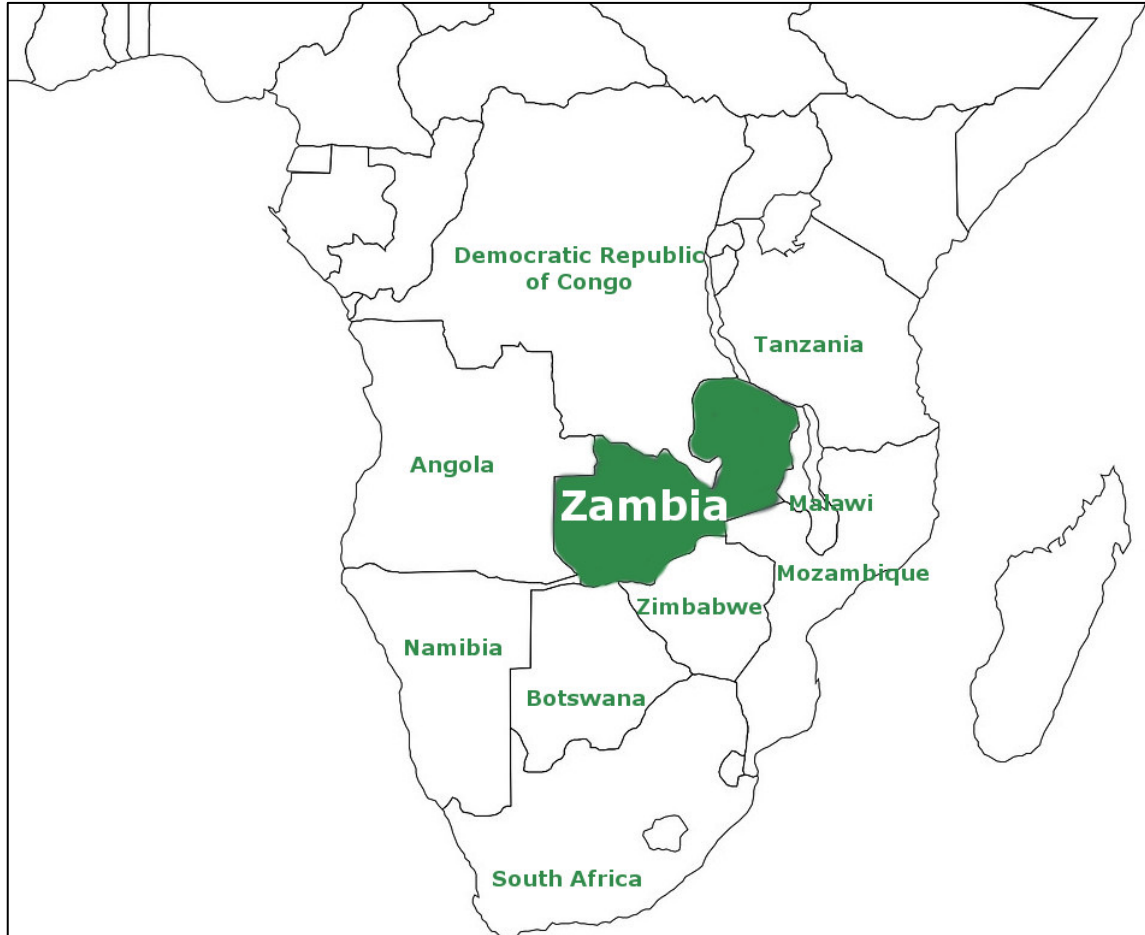 Democratic Republic
of Congo
Tanzania
Angola
Zambia
Malawi
Mozambique
Zimbabwe
Namibia
Botswana
South Africa